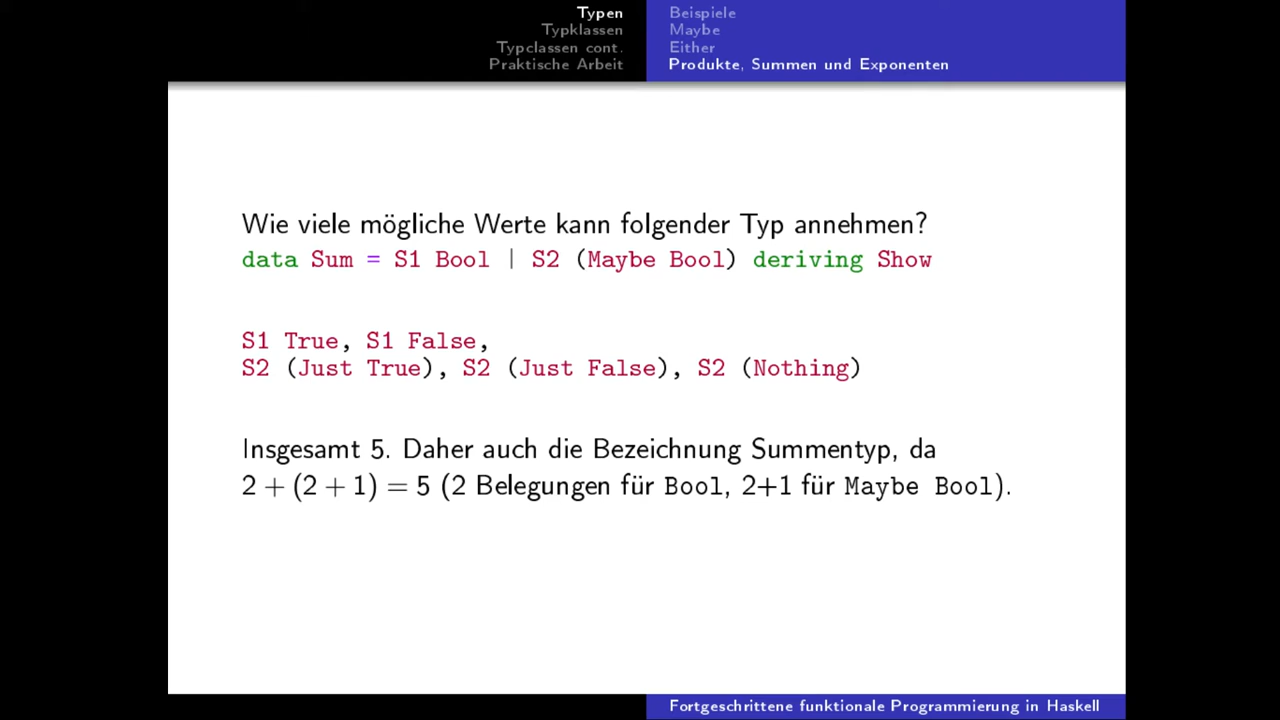 Typen
Typklassen
Typclassen cont.
Praktische Arbeit
Beispiele
Maybe
Either
Produkte, Summen und Exponenten
Wie viele mögliche Werte kann folgender Typ annehmen?
data Sum = S1 Bool | S2 (Maybe Bool) deriving Show
S1 True, S1 False,
S2 (Just True), S2 (Just False), S2 (Nothing)
Insgesamt 5. Daher auch die Bezeichnung Summentyp, da
2 + (2 + 1) = 5 (2 Belegungen für Bool, 2+1 für Maybe Bool).
Fortgeschrittene funktionale Programmierung in Haskell